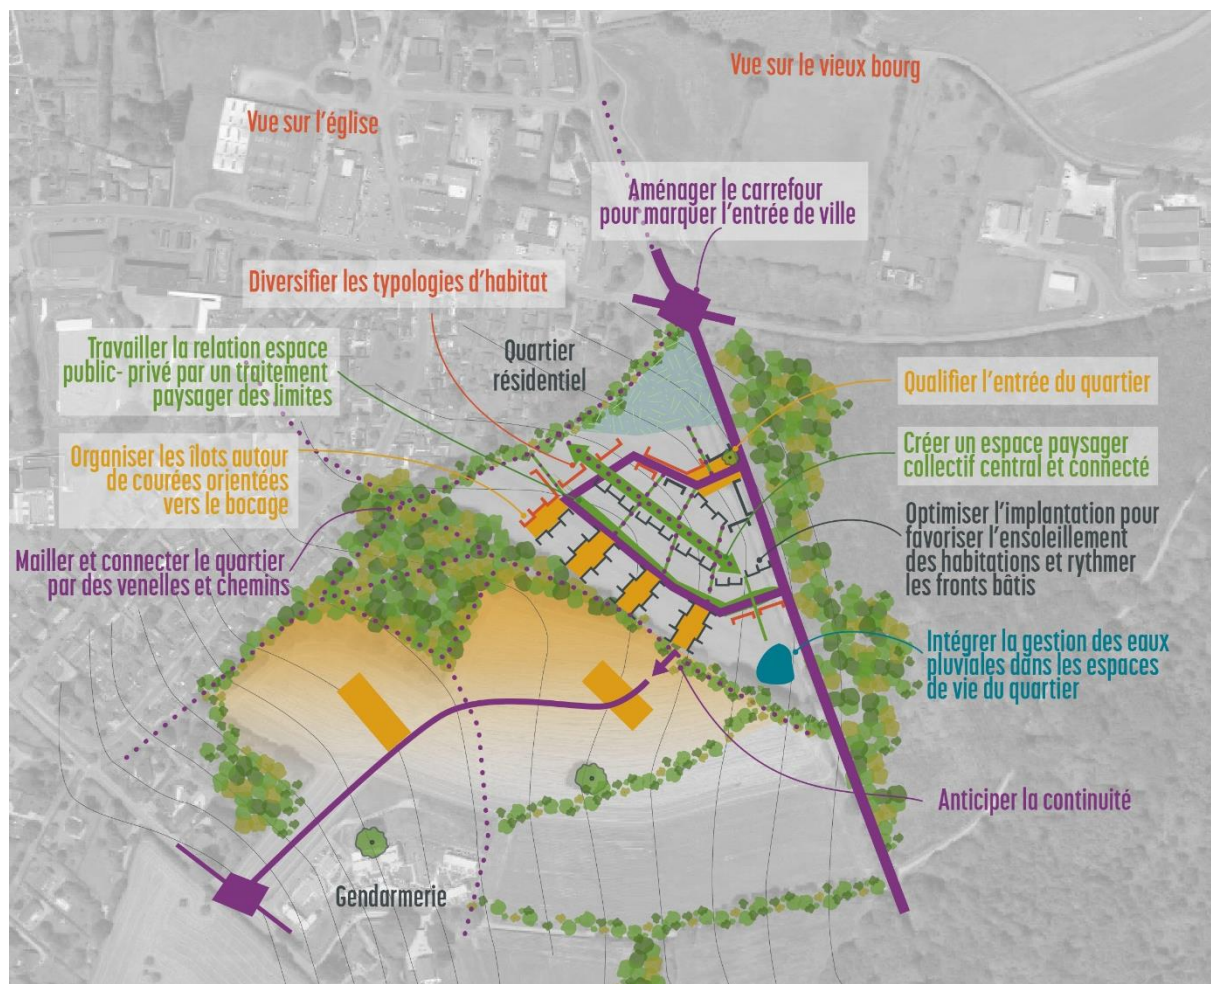 Vue sur le vieux bourg
Vue sur l'église
Aménager le carrefour
pour marquer l'entrée de ville
Diversifier les typologies d'habitat
Travailler la relation espace
public- privé par un traitement
paysager des limites
Quartier
résidentiel
Qualifier l'entrée du quartier
Organiser les îlots autour
de courées orientées
vers le bocage
Créer un espace paysager
collectif central et connecté
Optimiser l'implantation pour
favoriser l'ensoleillement
des habitations et rythmer
les fronts bâtis
Mailler et connecter le quartier
par des venelles et chemins
Intégrer la gestion des eaux
pluviales dans les espaces
de vie du quartier
Anticiper la continuité
Gendarmerie